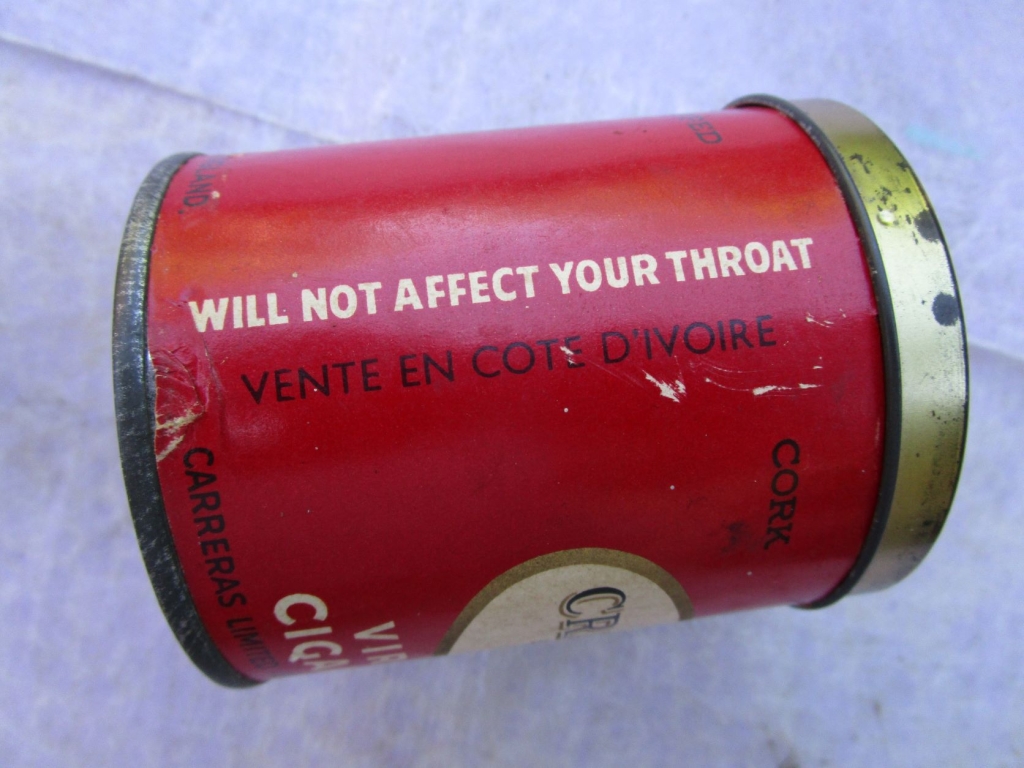 WILL NOT AFFECT YOUR THROAT
VENTE EN COTE D'IVOIRE
CORK
CARRERAS LIMITED